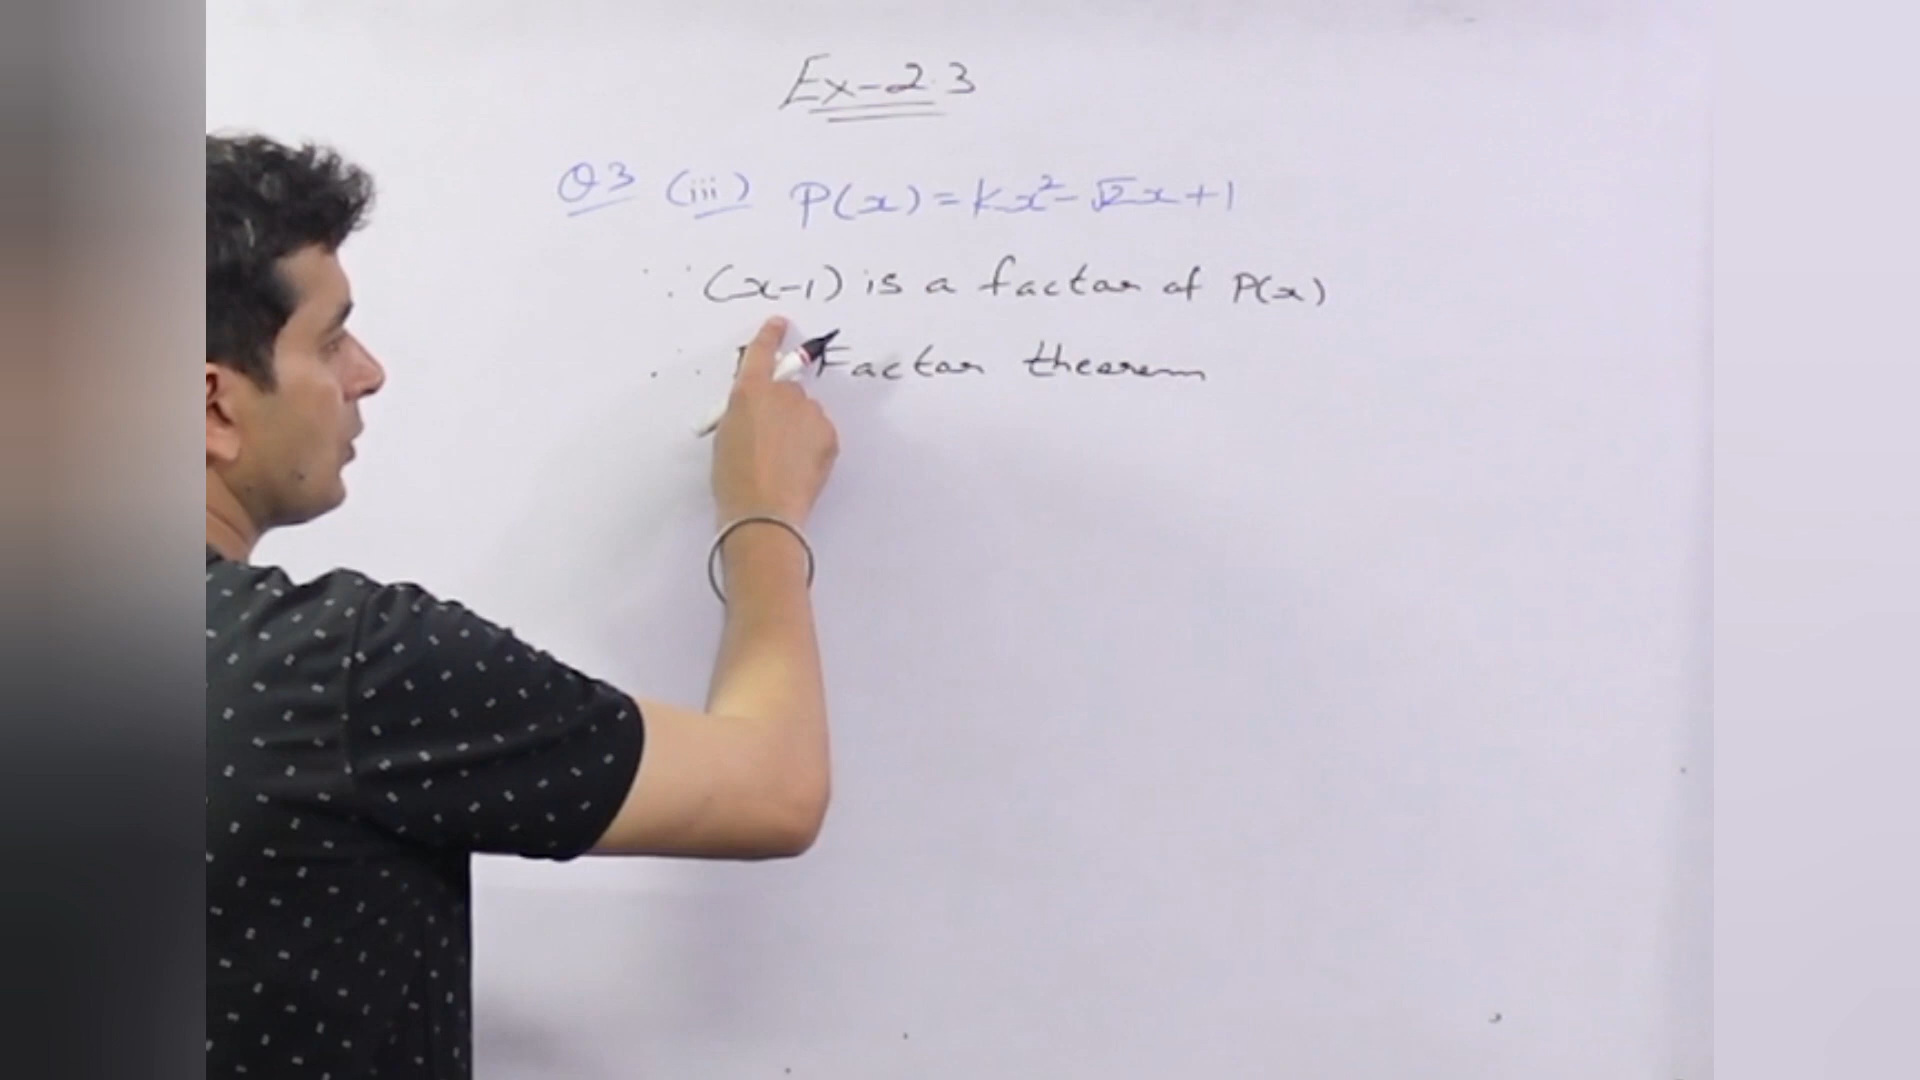 Ex-2.3
Q3 (iii) P(x) = kx² - √2x + 1
∵ (x-1) is a factor of P(x)
∴ Factor theorem